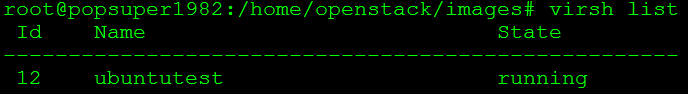 root@popsuper1982:/home/openstack/images# virsh list
Id Name State
----------------------------------------------------
12 ubuntutest running